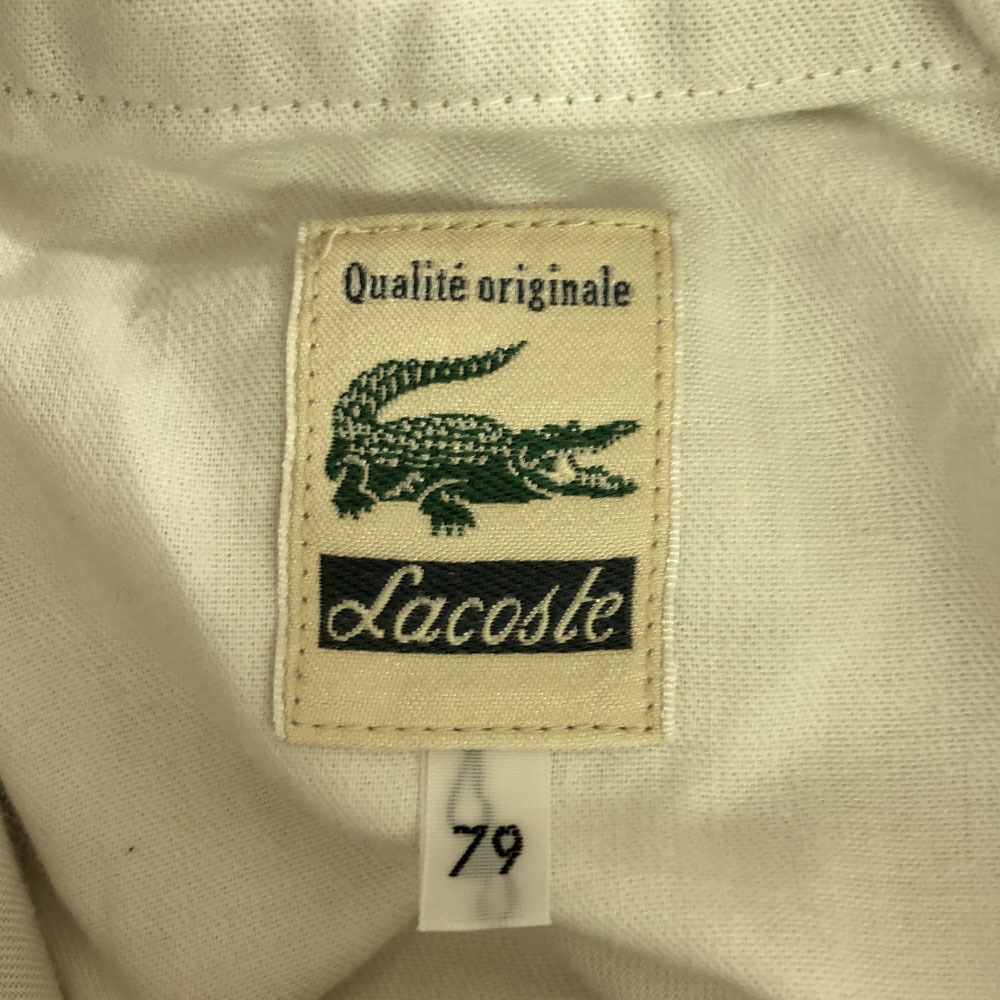 Qualité originale
Lacoste
79